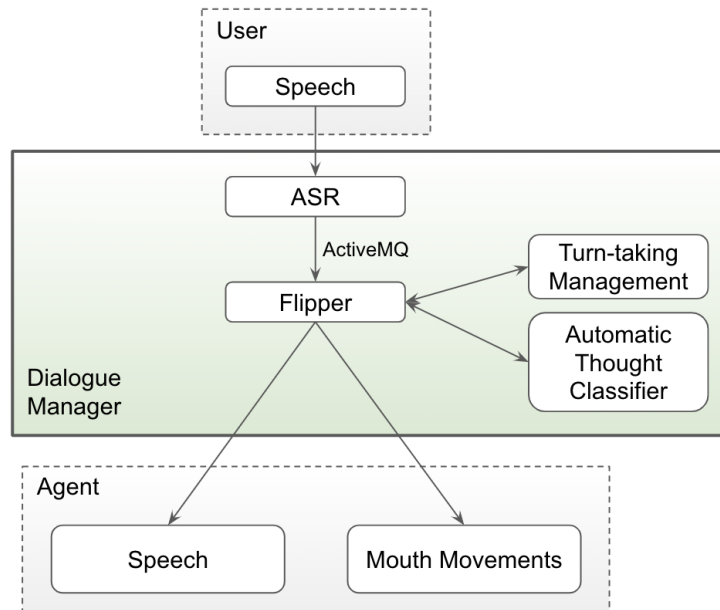 User
Speech
ASR
ActiveMQ
Flipper
Turn-taking
Management
Automatic
Thought
Classifier
Dialogue
Manager
Agent
Speech
Mouth Movements